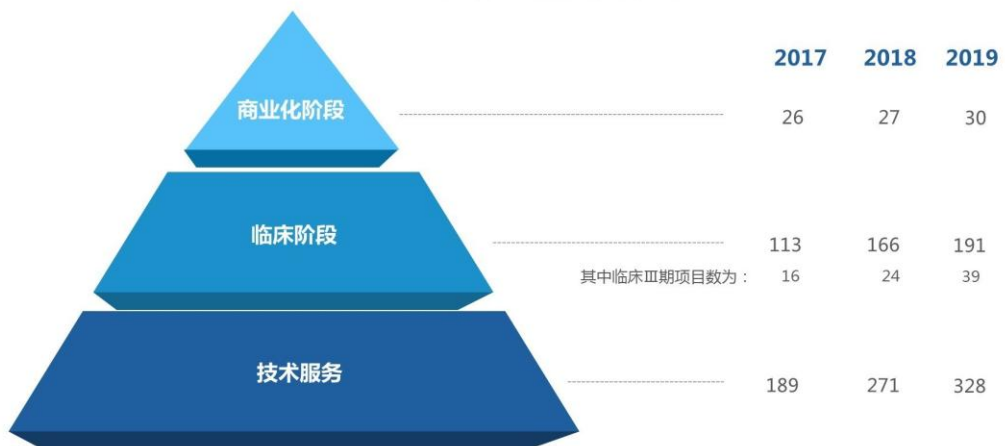 2017 2018 2019
商业化阶段 26 27 30
临床阶段 113 166 191
其中临床Ⅲ期项目数为： 16 24 39
技术服务 189 271 328